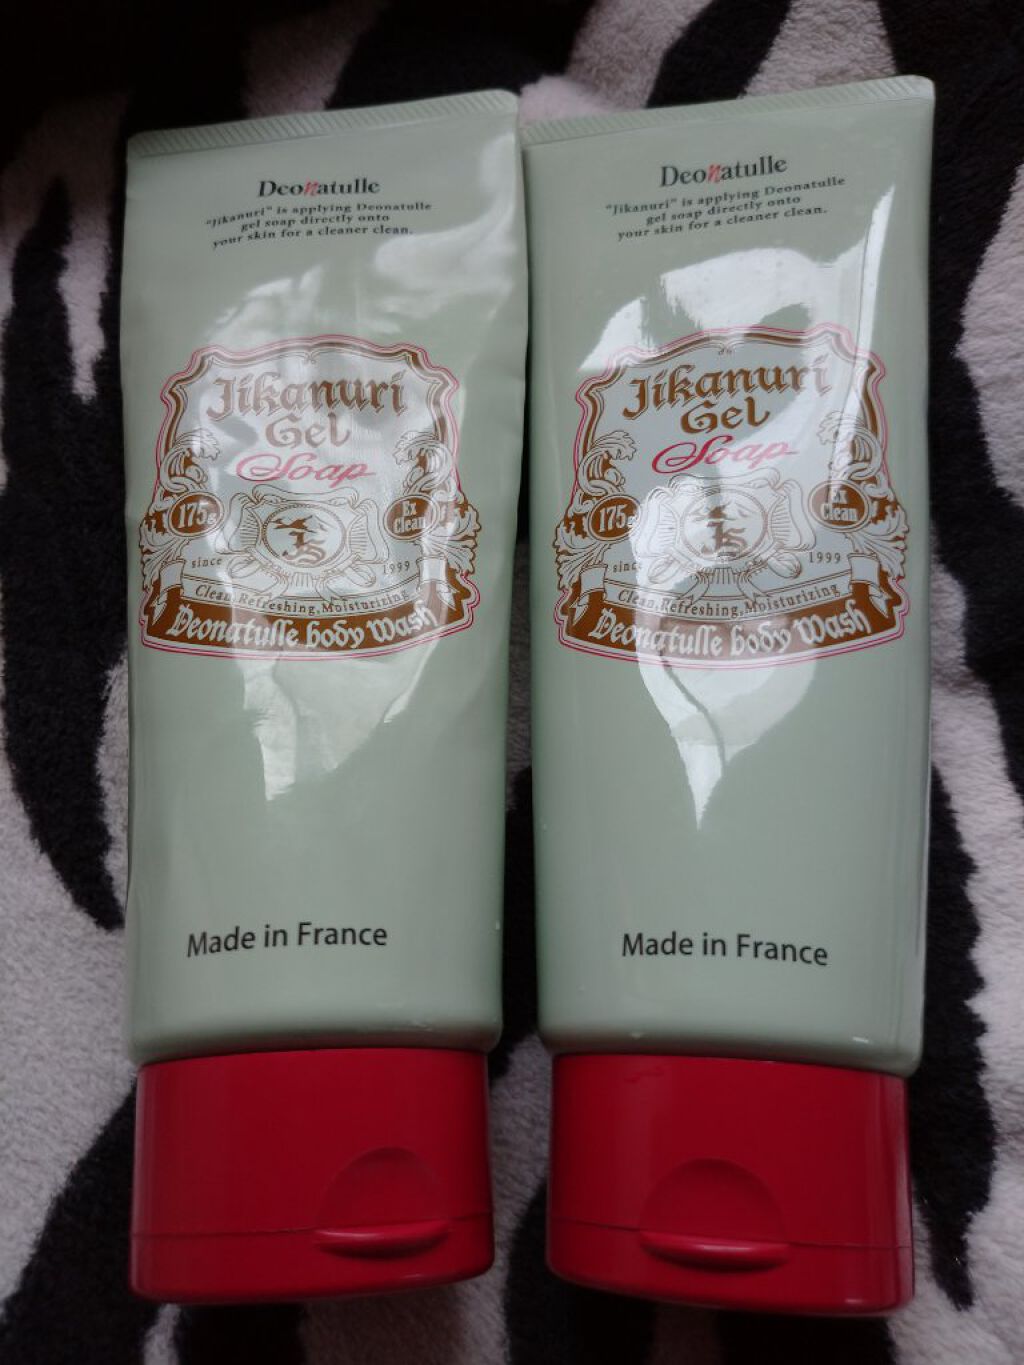 Deonatulle
"Jikanuri" is applying Deonatulle
gel soap directly onto
your skin for a cleaner clean.
Jikanuri
Gel
Soap
175g
Ex
Clean
JS
since 1999
Clean,Refreshing,Moisturizing
Deonatulle body Wash
Made in France
Deonatulle
"Jikanuri" is applying Deonatulle
gel soap directly onto
your skin for a cleaner clean.
Jikanuri
Gel
Soap
175g
Ex
Clean
JS
since 1999
Clean,Refreshing,Moisturizing
Deonatulle body Wash
Made in France